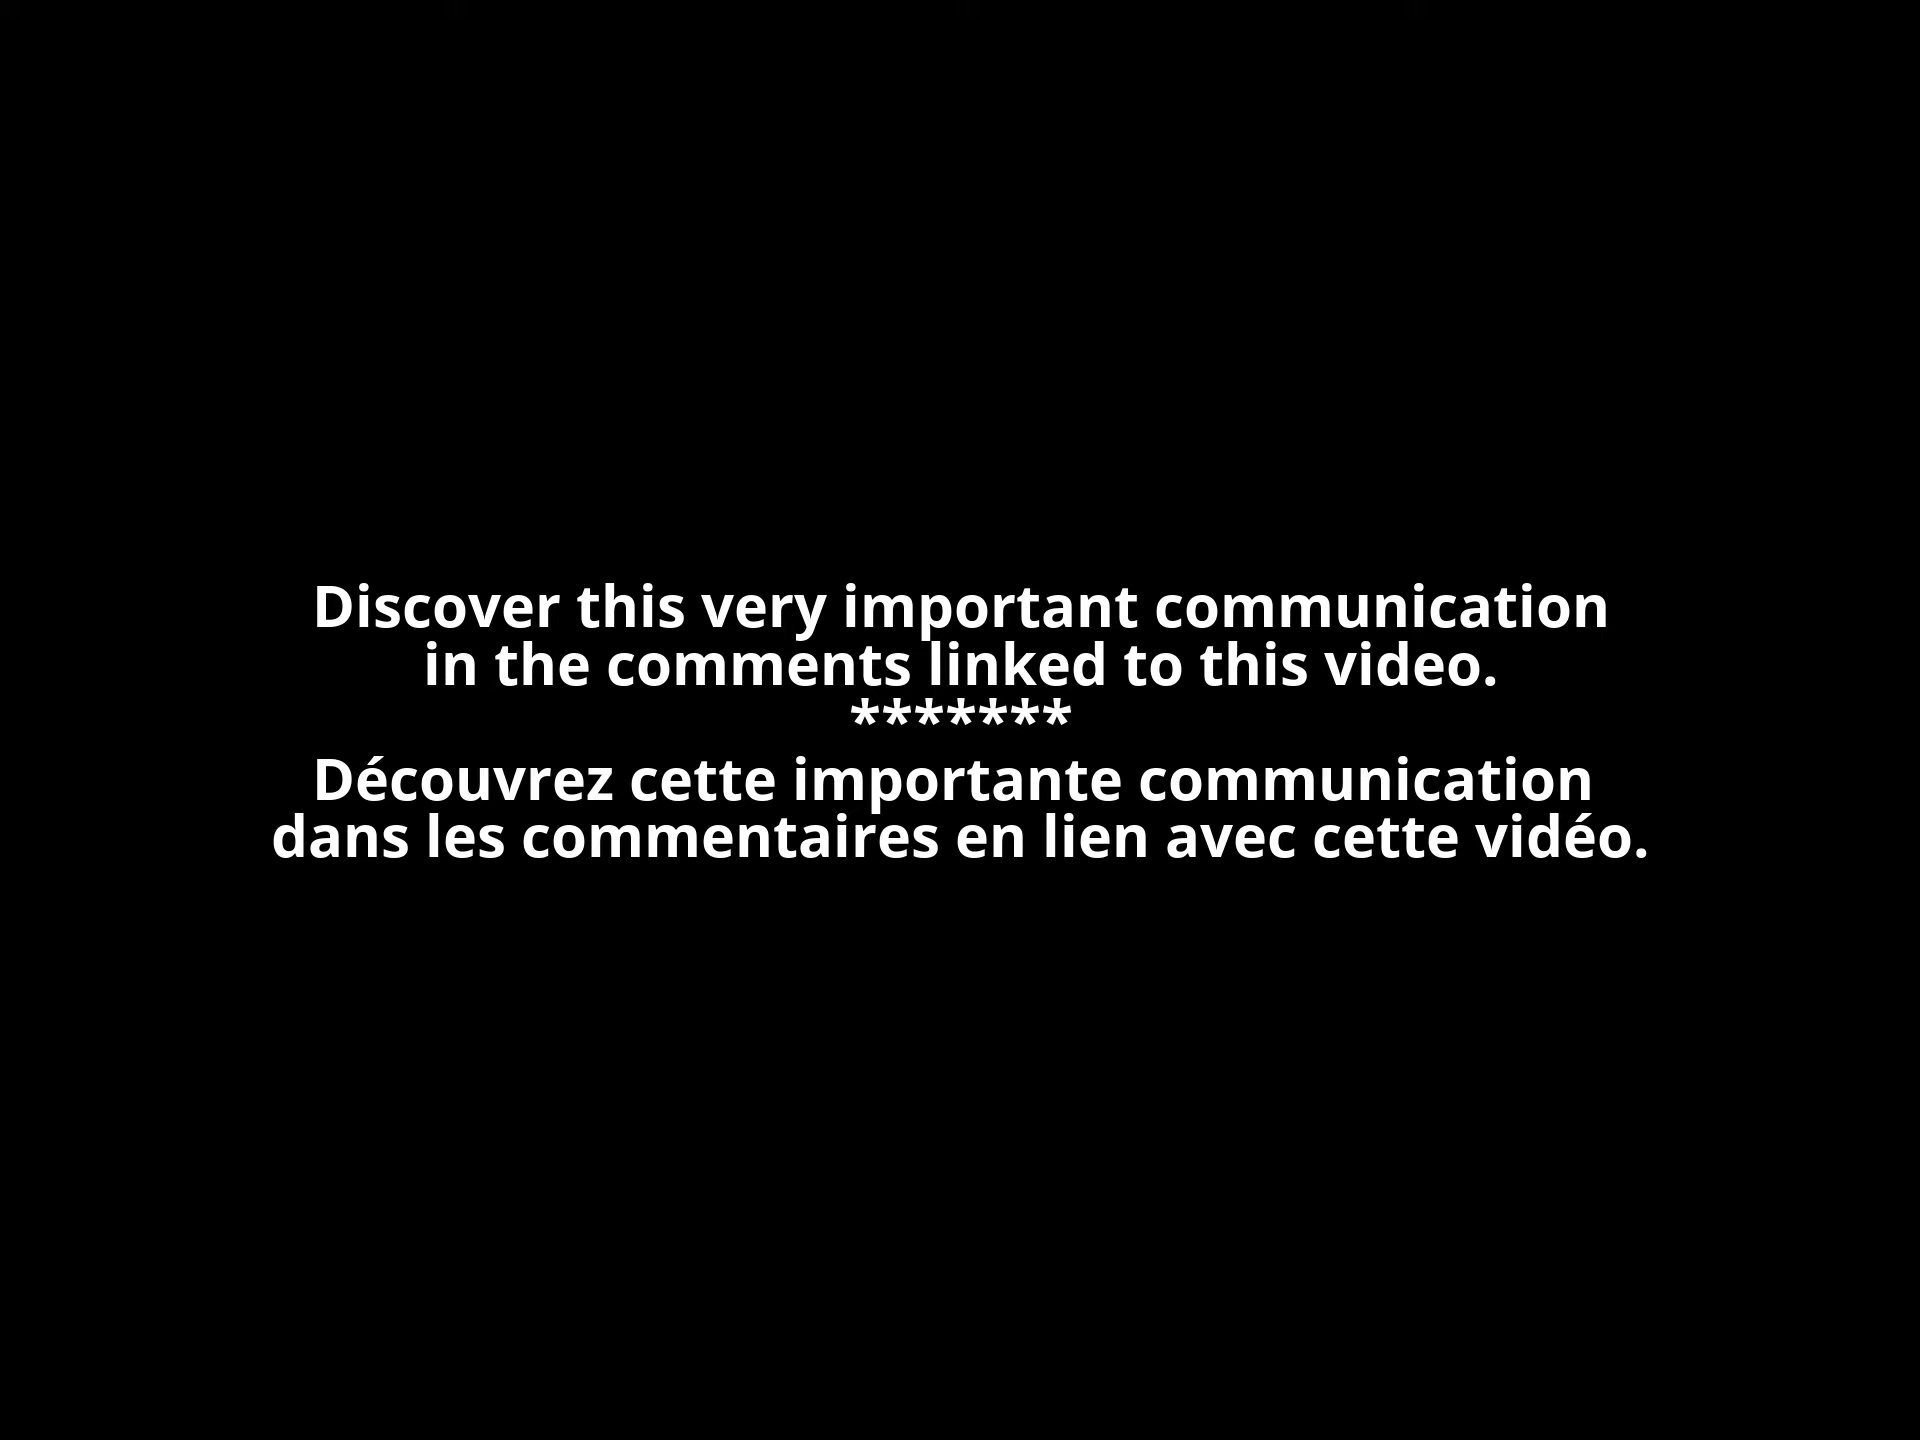 Discover this very important communication
in the comments linked to this video.
*******
Découvrez cette importante communication
dans les commentaires en lien avec cette vidéo.